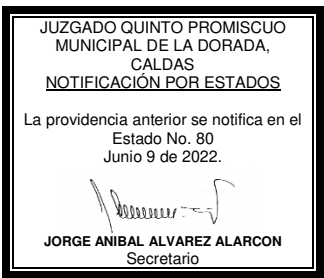 JUZGADO QUINTO PROMISCUO
MUNICIPAL DE LA DORADA,
CALDAS
NOTIFICACIÓN POR ESTADOS
La providencia anterior se notifica en el
Estado No. 80
Junio 9 de 2022.
JORGE ANIBAL ALVAREZ ALARCON
Secretario